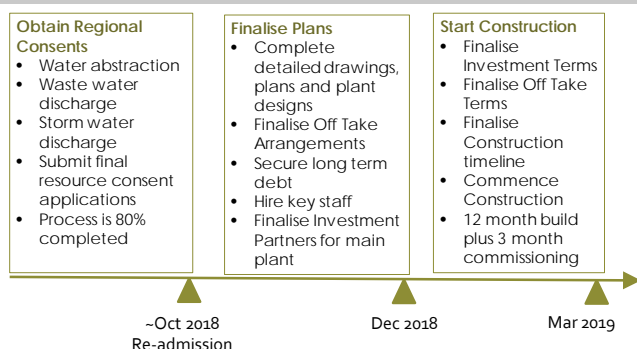 Obtain Regional
Consents
• Water abstraction
• Waste water
discharge
• Storm water
discharge
• Submit final
resource consent
applications
• Process is 80%
completed
Finalise Plans
• Complete
detailed drawings,
plans and plant
designs
• Finalise Off Take
Arrangements
• Secure long term
debt
• Hire key staff
• Finalise Investment
Partners for main
plant
Start Construction
• Finalise
Investment Terms
• Finalise Off Take
Terms
• Finalise
Construction
timeline
• Commence
Construction
• 12 month build
plus 3 month
commissioning
~Oct 2018
Re-admission
Dec 2018
Mar 2019